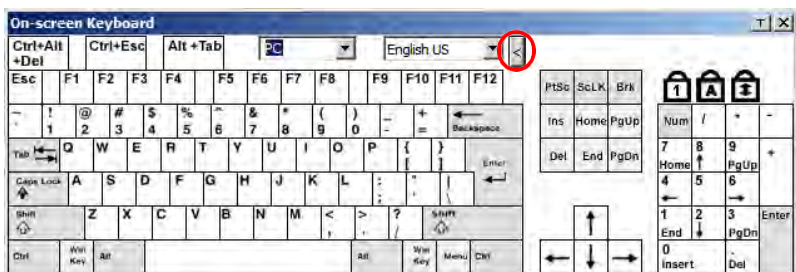 On-screen Keyboard T X
Ctrl+Alt +Del Ctrl+Esc Alt +Tab PC English US <
Esc F1 F2 F3 F4 F5 F6 F7 F8 F9 F10 F11 F12 PtSc ScLK Brk 1 A
~ ! @ # $ % ^ & * ( ) _ + Backspace
` 1 2 3 4 5 6 7 8 9 0 - = Ins Home PgUp Num / * -
Tab Q W E R T Y U I O P { } Enter Del End PgDn 7 8 9 +
[ ] Home PgUp
Caps Lock A S D F G H J K L : " | 4 5 6
; ' \
Shift Z X C V B N M < > ? Shift 1 2 3 Enter
, . / End PgDn
Ctrl Win Key Alt Alt Win Key Menu Ctrl 0 .
Insert Del